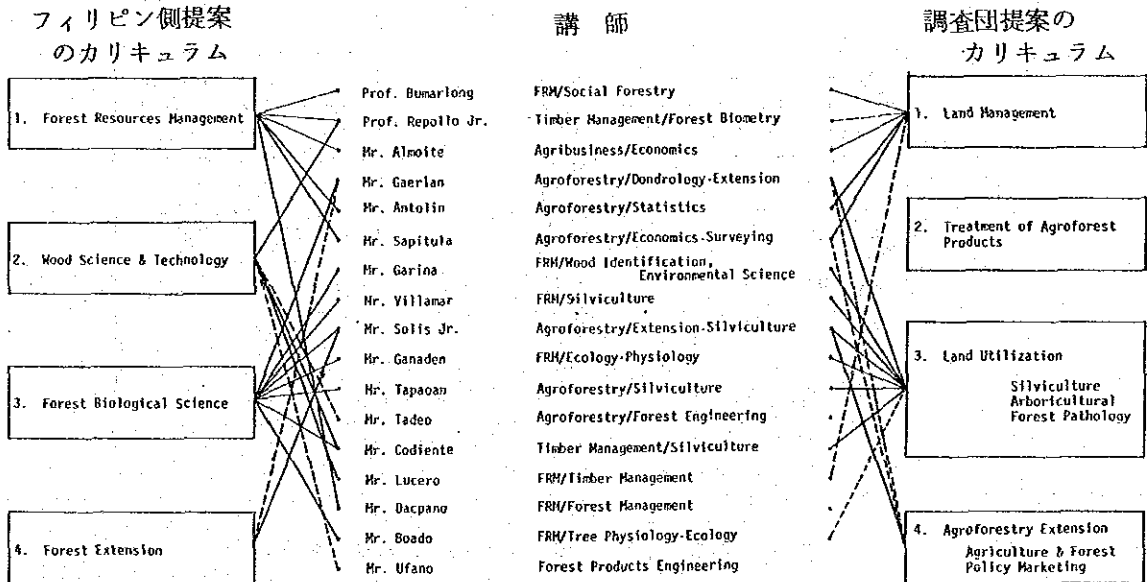 フィリピン側提案
のカリキュラム
講師
調査団提案の
カリキュラム
1. Forest Resources Management
2. Wood Science & Technology
3. Forest Biological Science
4. Forest Extension
Prof. Bumarlong FRM/Social Forestry
Prof. Repollo Jr. Timber Management/Forest Biometry
Mr. Almoite Agribusiness/Economics
Mr. Gaerlan Agroforestry/Dondrology-Extension
Mr. Antolin Agroforestry/Statistics
Mr. Sapitula Agroforestry/Economics-Surveying
Mr. Garina FRM/Wood Identification,
Environmental Science
Mr. Villamar FRM/Silviculture
Mr. Solis Jr. Agroforestry/Extension-Silviculture
Mr. Ganaden FRM/Ecology-Physiology
Mr. Tapaoan Agroforestry/Silviculture
Mr. Tadeo Agroforestry/Forest Engineering
Mr. Codiente Timber Management/Silviculture
Mr. Lucero FRM/Timber Management
Mr. Dacpano FRM/Forest Management
Mr. Boado FRM/Tree Physiology-Ecology
Mr. Ufano Forest Products Engineering
1. Land Management
2. Treatment of Agroforest
Products
3. Land Utilization
Silviculture
Arboricultural
Forest Pathology
4. Agroforestry Extension
Agriculture & Forest
Policy Marketing